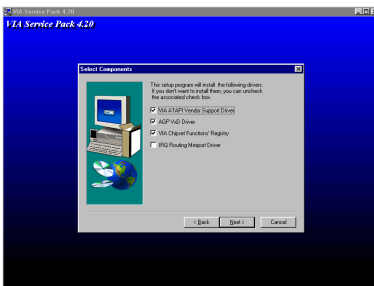 VIA Service Pack 4.20
VIA Service Pack 4.20
Select Components
This setup program will install the following drivers.
If you don't want to install them, you can uncheck
the associated check box.
VIA ATAPI Vendor Support Driver
AGP VxD Driver
VIA Chipset Functions' Registry
IRQ Routing Miniport Driver
< Back
Next >
Cancel